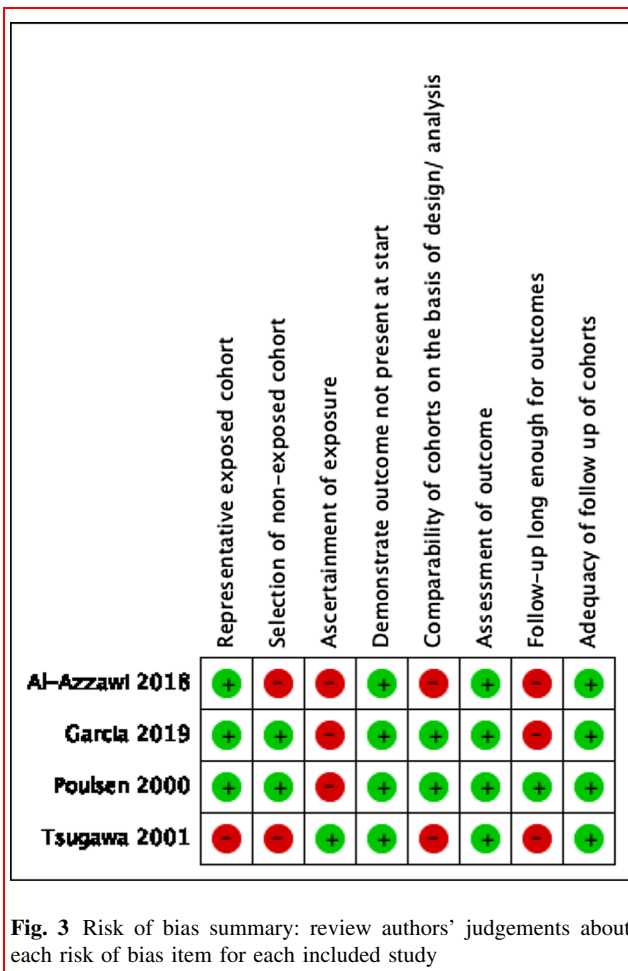 Representative exposed cohort
Selection of non-exposed cohort
Ascertainment of exposure
Demonstrate outcome not present at start
Comparability of cohorts on the basis of design/ analysis
Assessment of outcome
Follow-up long enough for outcomes
Adequacy of follow up of cohorts
Al-Azzawi 2018 + - - + - + - +
Garcia 2019 + + - + + + - +
Poulsen 2000 + + - + + + + +
Tsugawa 2001 - - + + - + - +
Fig. 3 Risk of bias summary: review authors' judgements about
each risk of bias item for each included study